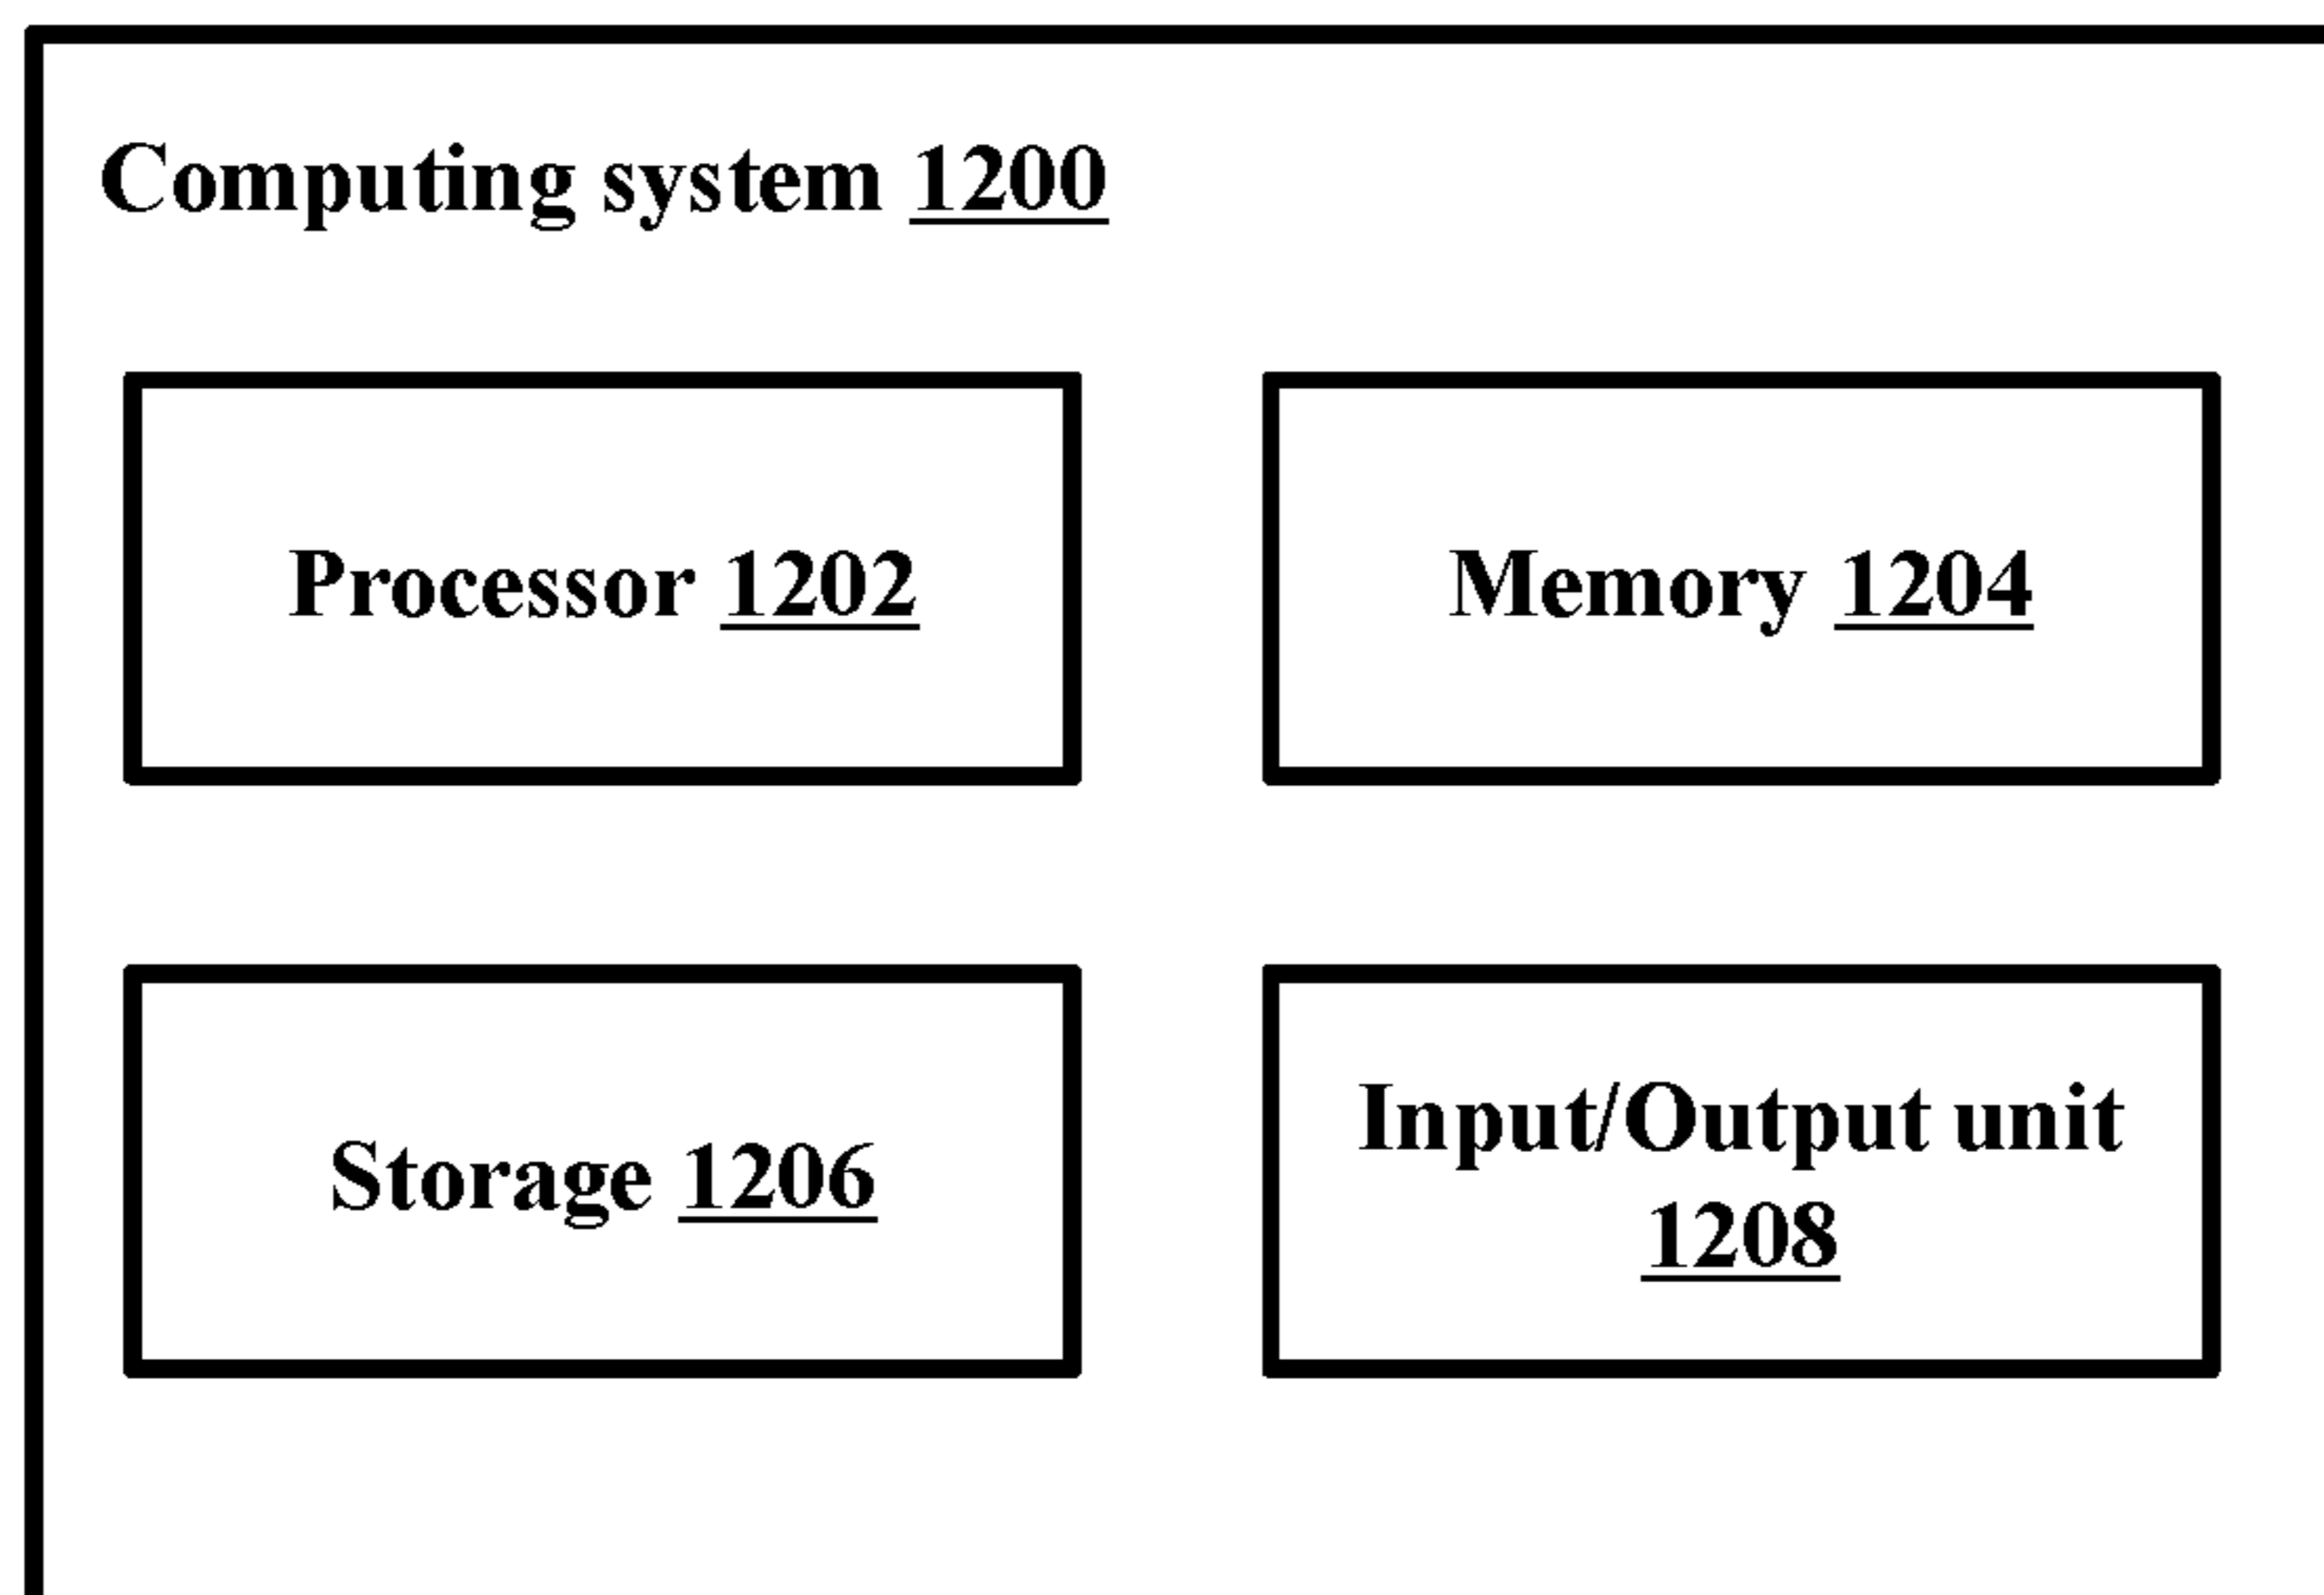 Computing system 1200
Processor 1202
Memory 1204
Storage 1206
Input/Output unit
1208